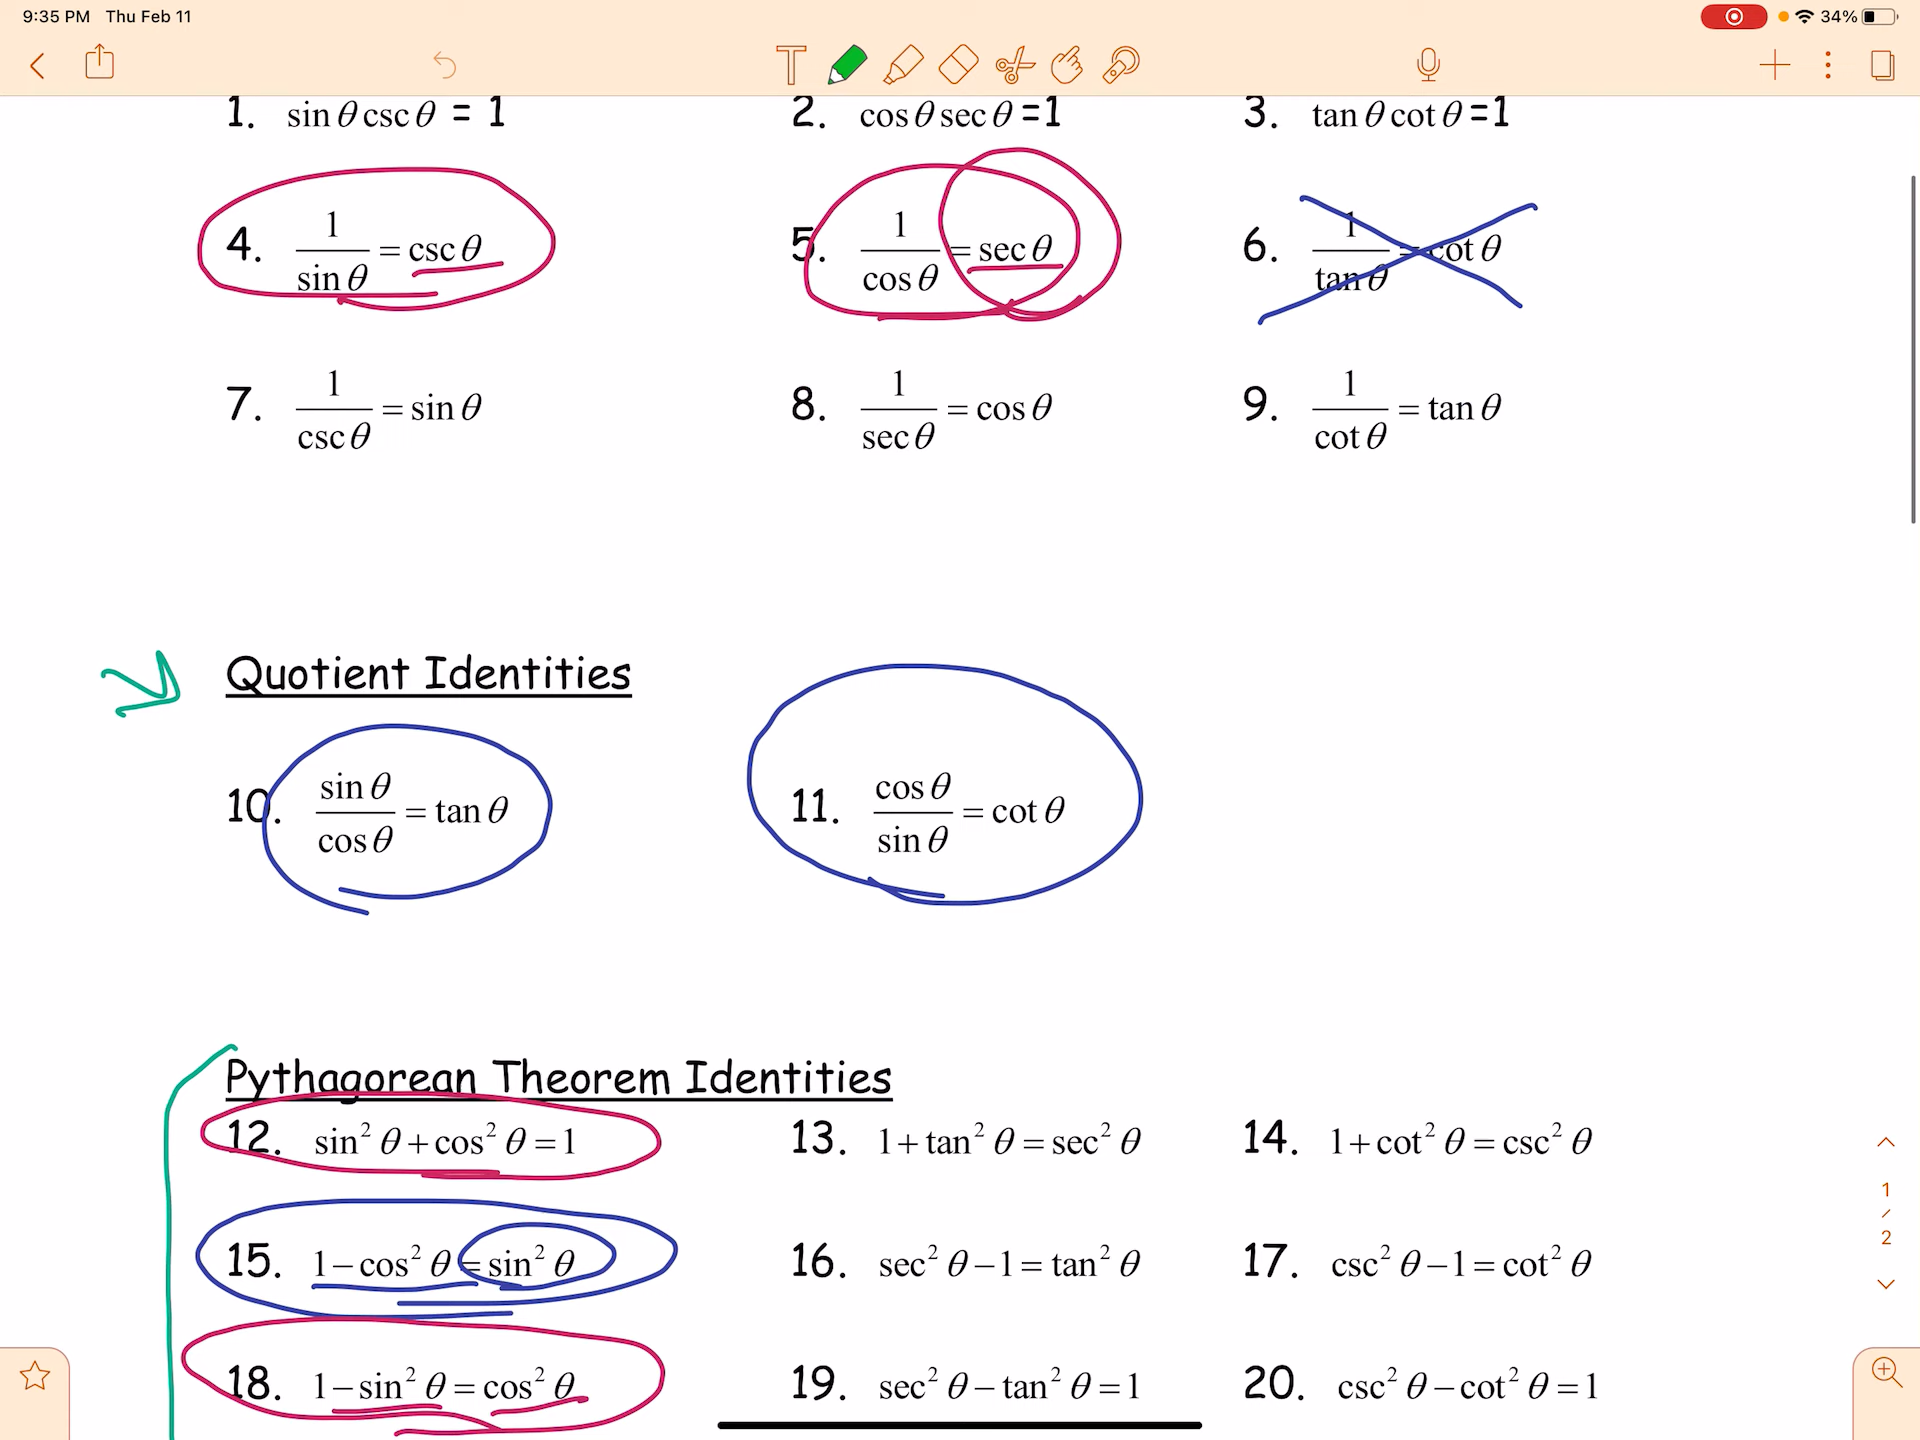 9:35 PM Thu Feb 11 34%
1. sin θ csc θ = 1 2. cos θ sec θ =1 3. tan θ cot θ =1
4. 1/sin θ = csc θ 5. 1/cos θ = sec θ 6. 1/tan θ = cot θ
7. 1/csc θ = sin θ 8. 1/sec θ = cos θ 9. 1/cot θ = tan θ
Quotient Identities
10. sin θ/cos θ = tan θ 11. cos θ/sin θ = cot θ
Pythagorean Theorem Identities
12. sin² θ + cos² θ = 1 13. 1 + tan² θ = sec² θ 14. 1 + cot² θ = csc² θ
15. 1 − cos² θ = sin² θ 16. sec² θ − 1 = tan² θ 17. csc² θ − 1 = cot² θ
18. 1 − sin² θ = cos² θ 19. sec² θ − tan² θ = 1 20. csc² θ − cot² θ = 1
1
/
2